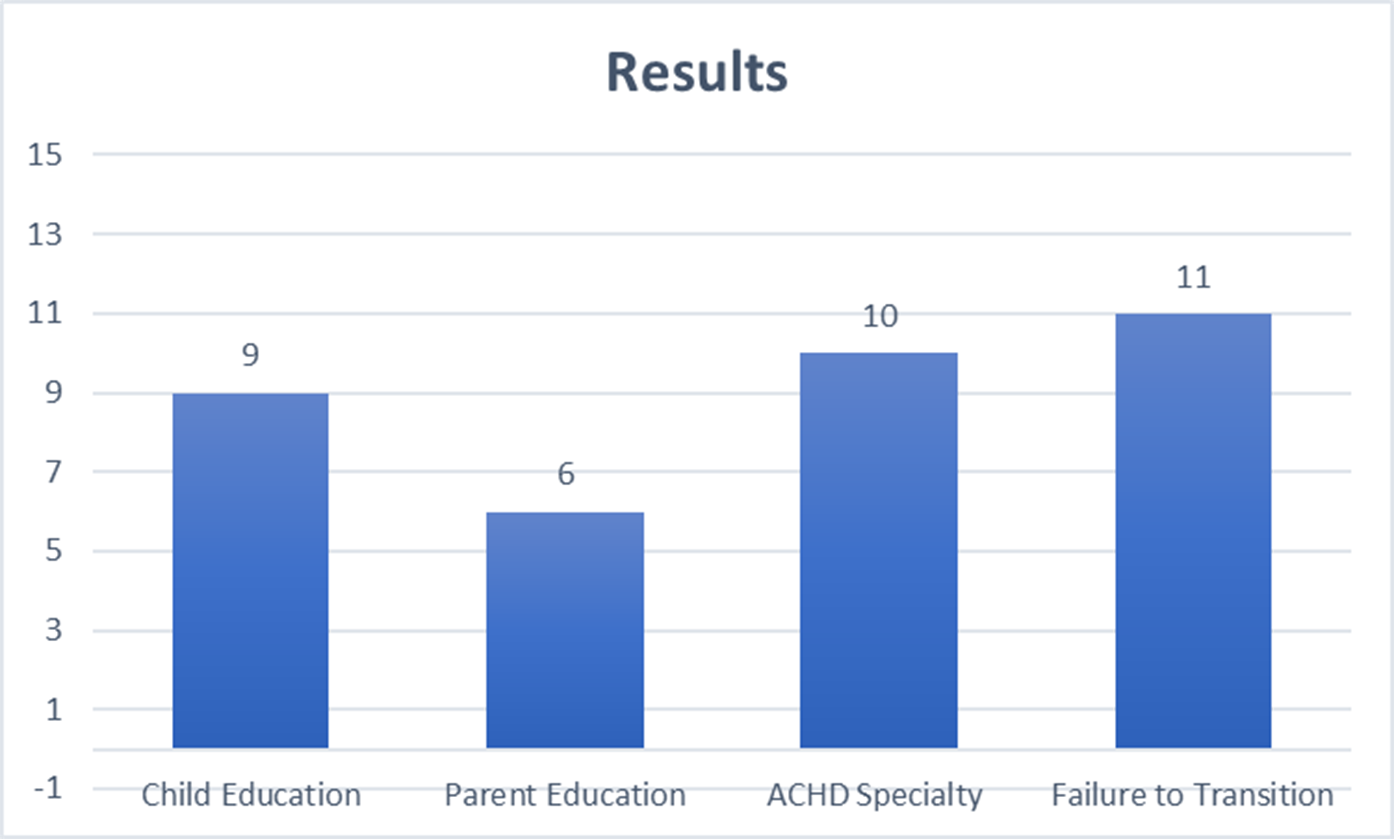 Results
15
13
11
9
7
5
3
1
-1
9
6
10
11
Child Education
Parent Education
ACHD Specialty
Failure to Transition